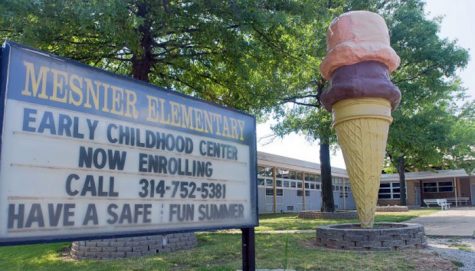 MESNIER ELEMENTARY
EARLY CHILDHOOD CENTER
NOW ENROLLING
CALL 314-752-5381
HAVE A SAFE FUN SUMMER